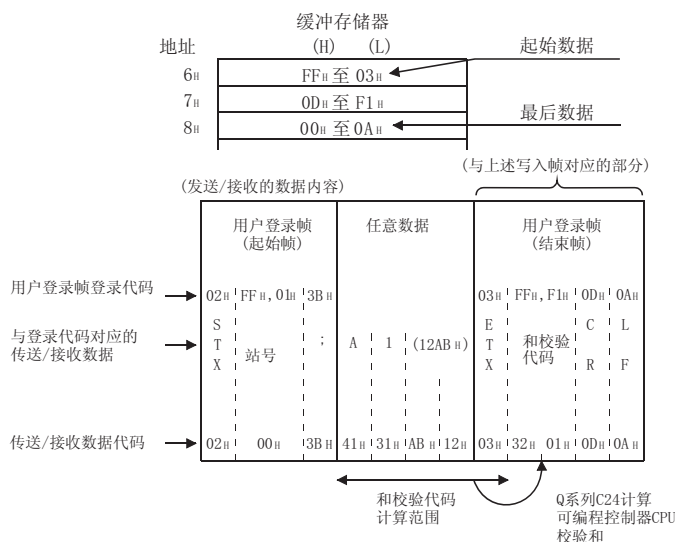 缓冲存储器
地址 (H) (L) 起始数据
6H FFH 至 03H
7H 0DH 至 F1H
8H 00H 至 0AH 最后数据
(与上述写入帧对应的部分)
(发送/接收的数据内容)
用户登录帧 任意数据 用户登录帧
(起始帧) (结束帧)
用户登录帧登录代码 02H FFH, 01H 3BH 03H FFH, F1H 0DH 0AH
与登录代码对应的
传送/接收数据
STX 站号 ; A 1 (12ABH) ETX 和校验
代码 CR LF
传送/接收数据代码 02H 00H 3BH 41H 31H ABH 12H 03H 32H 01H 0DH 0AH
和校验代码
计算范围
Q系列C24计算
可编程控制器CPU
校验和